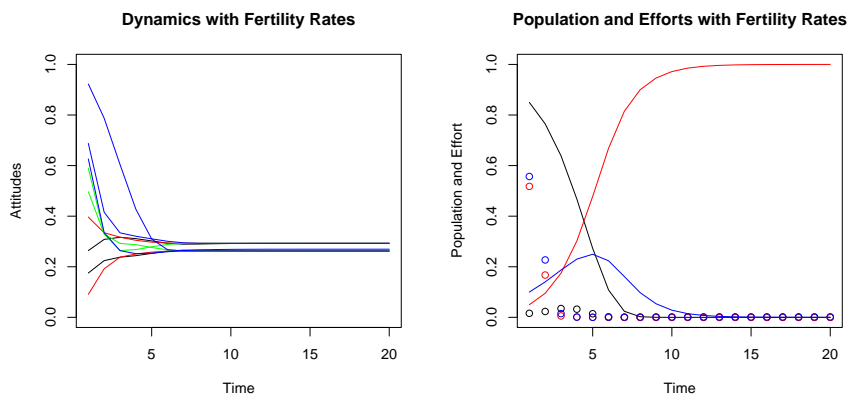 Dynamics with Fertility Rates
Attitudes
0.0 0.2 0.4 0.6 0.8 1.0
5 10 15 20
Time
Population and Efforts with Fertility Rates
Population and Effort
0.0 0.2 0.4 0.6 0.8 1.0
5 10 15 20
Time